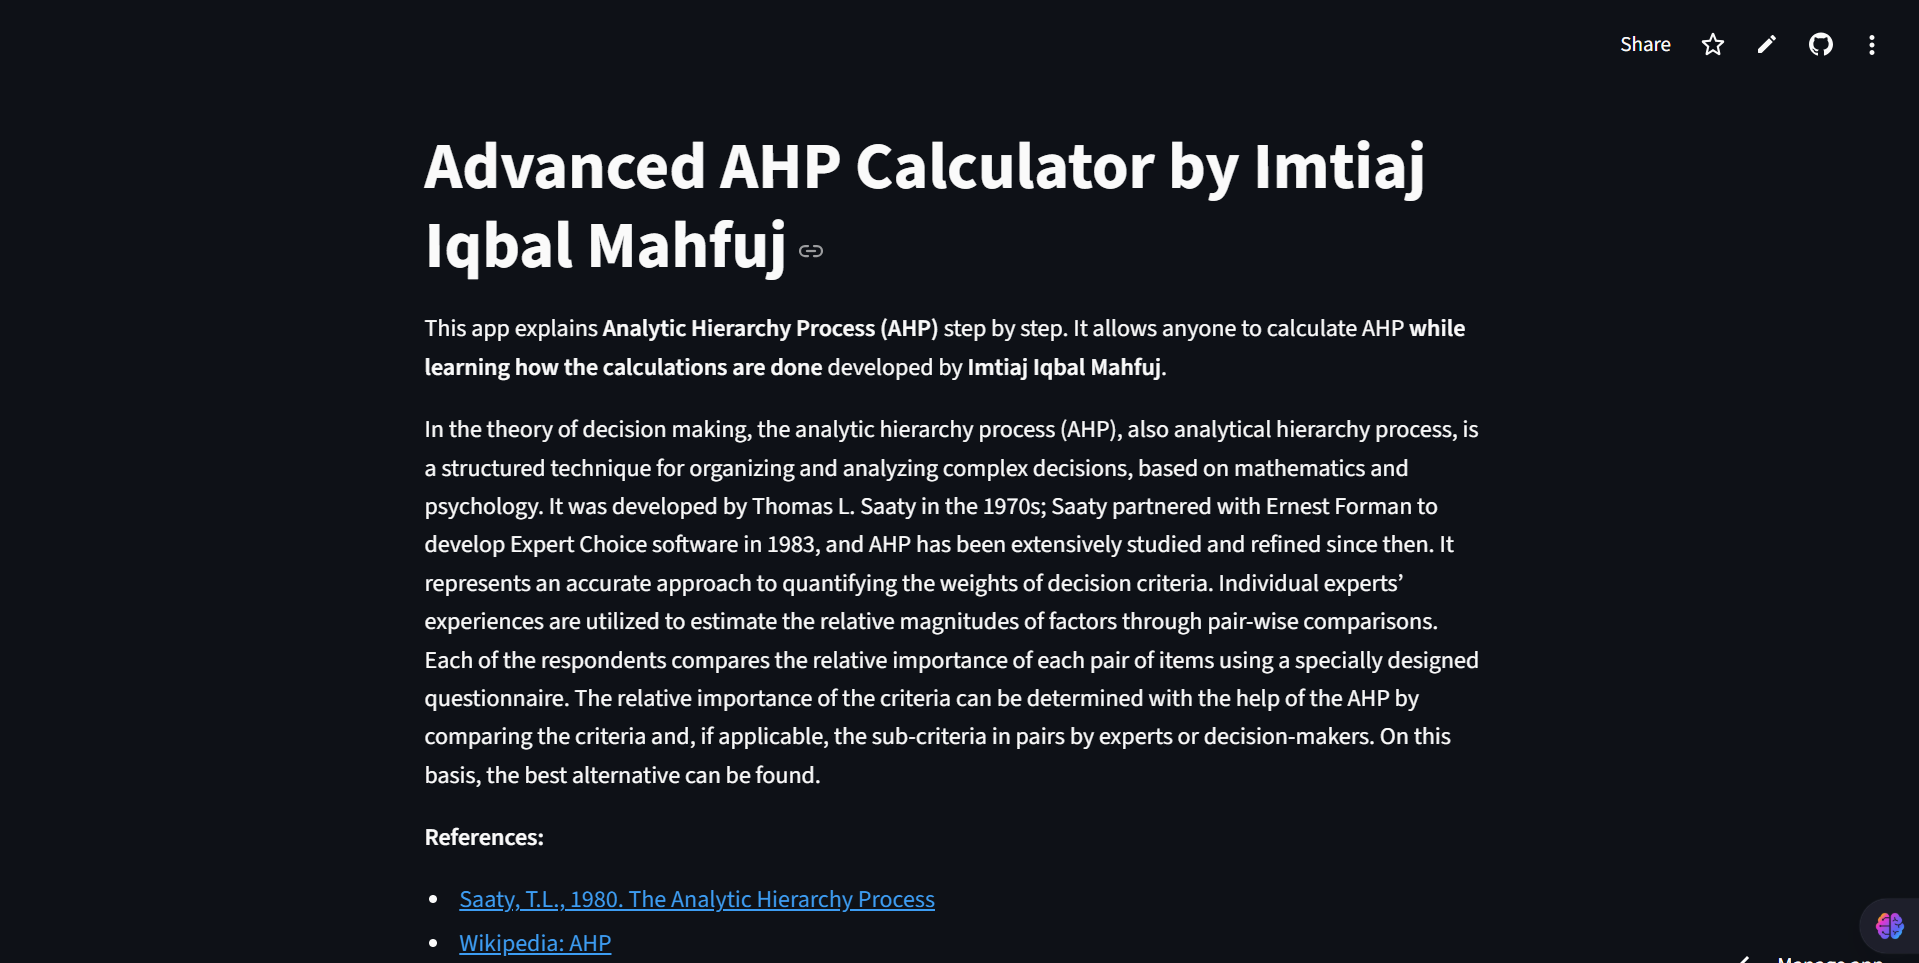 Share
Advanced AHP Calculator by Imtiaj
Iqbal Mahfuj
This app explains Analytic Hierarchy Process (AHP) step by step. It allows anyone to calculate AHP while
learning how the calculations are done developed by Imtiaj Iqbal Mahfuj.
In the theory of decision making, the analytic hierarchy process (AHP), also analytical hierarchy process, is
a structured technique for organizing and analyzing complex decisions, based on mathematics and
psychology. It was developed by Thomas L. Saaty in the 1970s; Saaty partnered with Ernest Forman to
develop Expert Choice software in 1983, and AHP has been extensively studied and refined since then. It
represents an accurate approach to quantifying the weights of decision criteria. Individual experts’
experiences are utilized to estimate the relative magnitudes of factors through pair-wise comparisons.
Each of the respondents compares the relative importance of each pair of items using a specially designed
questionnaire. The relative importance of the criteria can be determined with the help of the AHP by
comparing the criteria and, if applicable, the sub-criteria in pairs by experts or decision-makers. On this
basis, the best alternative can be found.
References:
Saaty, T.L., 1980. The Analytic Hierarchy Process
Wikipedia: AHP
Manage app